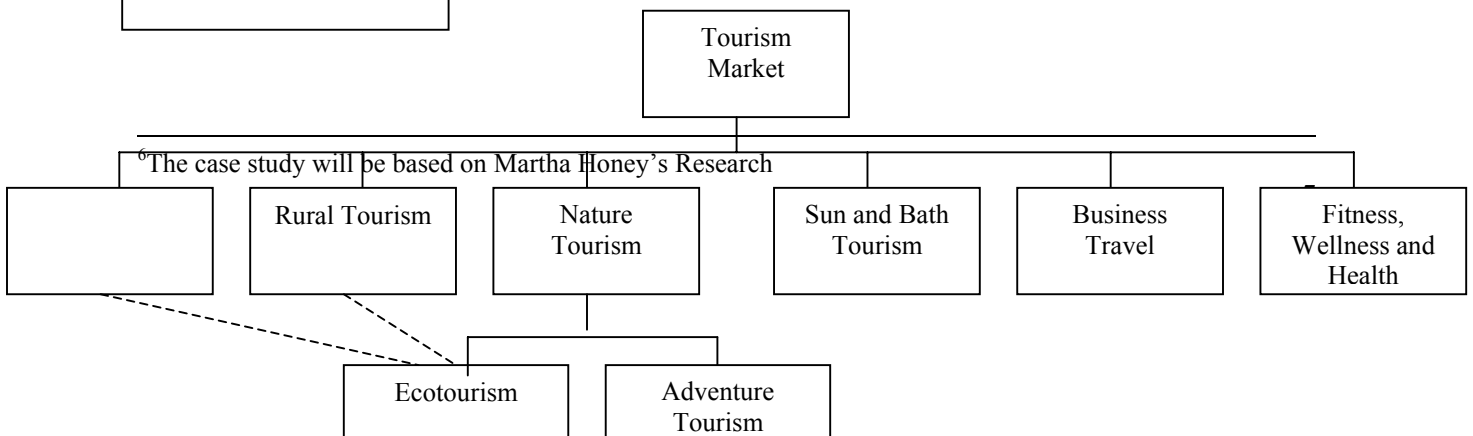 Tourism
Market
⁶The case study will be based on Martha Honey's Research
Rural Tourism
Nature
Tourism
Sun and Bath
Tourism
Business
Travel
Fitness,
Wellness and
Health
Ecotourism
Adventure
Tourism